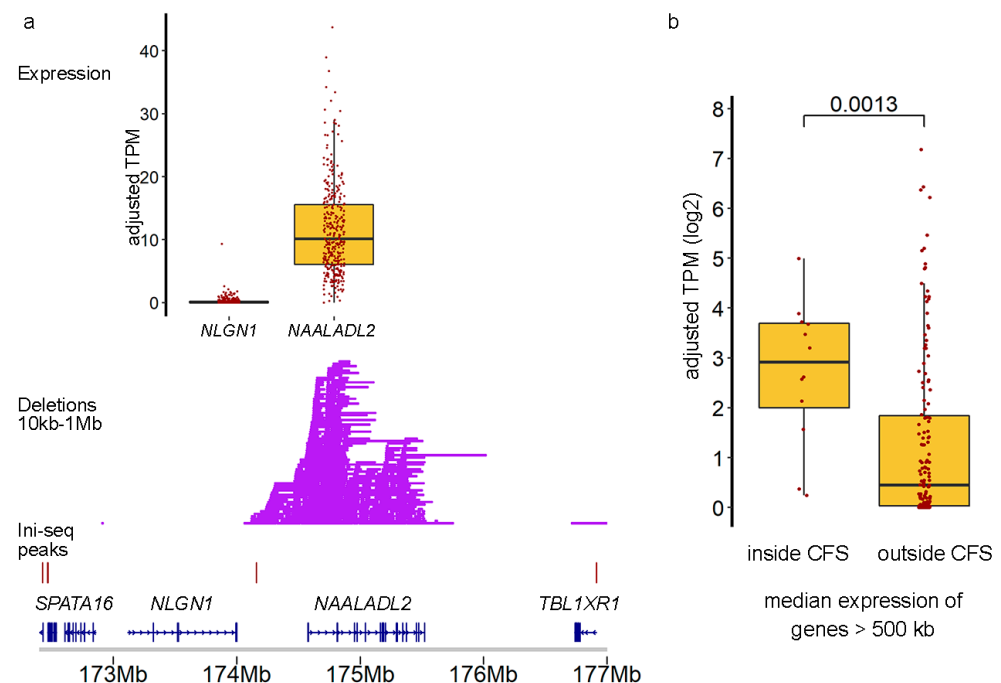 a
Expression
adjusted TPM
40
30
20
10
0
NLGN1 NAALADL2
Deletions
10kb-1Mb
Ini-seq
peaks
SPATA16 NLGN1 NAALADL2 TBL1XR1
173Mb 174Mb 175Mb 176Mb 177Mb
b
0.0013
adjusted TPM (log2)
8
7
6
5
4
3
2
1
0
inside CFS outside CFS
median expression of
genes > 500 kb